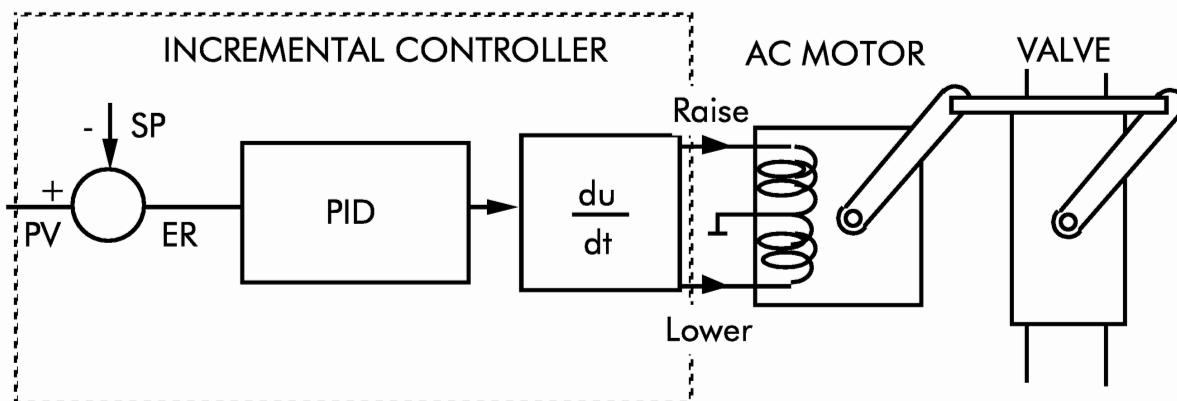 INCREMENTAL CONTROLLER
AC MOTOR
VALVE
Raise
- SP
+
PV
ER
PID
du
dt
Lower